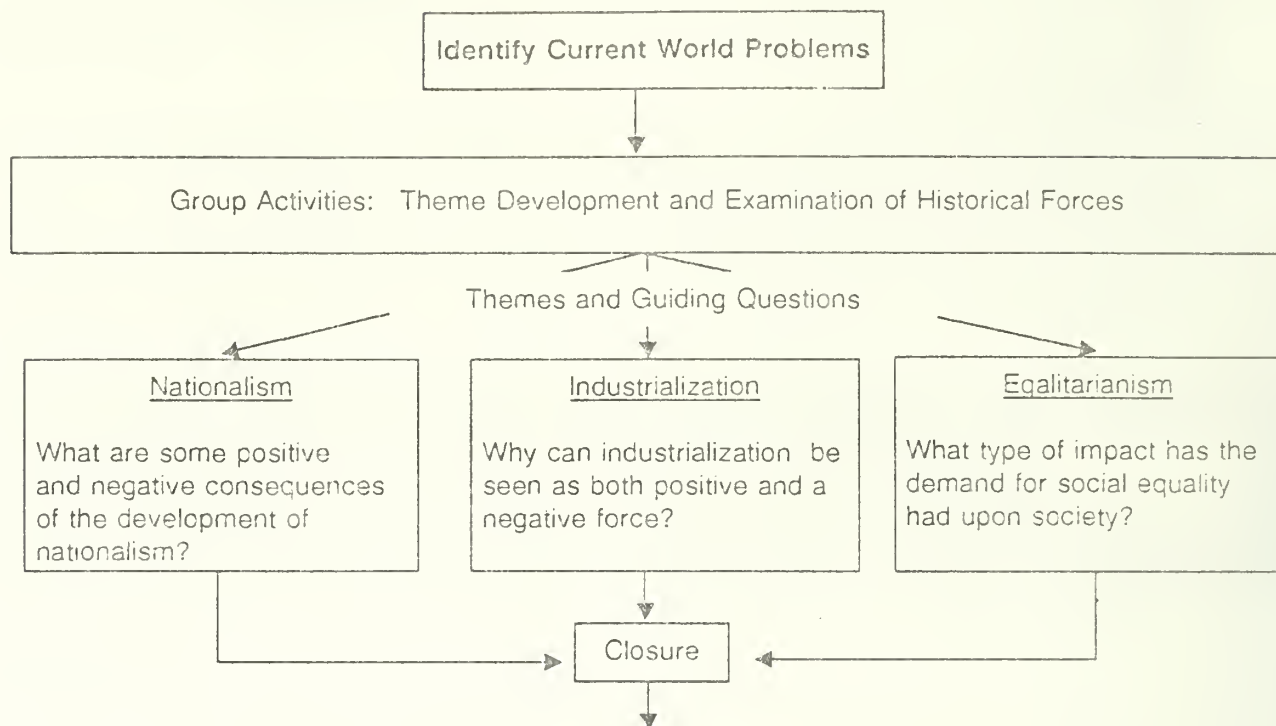 Identify Current World Problems
Group Activities: Theme Development and Examination of Historical Forces
Themes and Guiding Questions
Nationalism
What are some positive
and negative consequences
of the development of
nationalism?
Industrialization
Why can industrialization be
seen as both positive and a
negative force?
Egalitarianism
What type of impact has the
demand for social equality
had upon society?
Closure